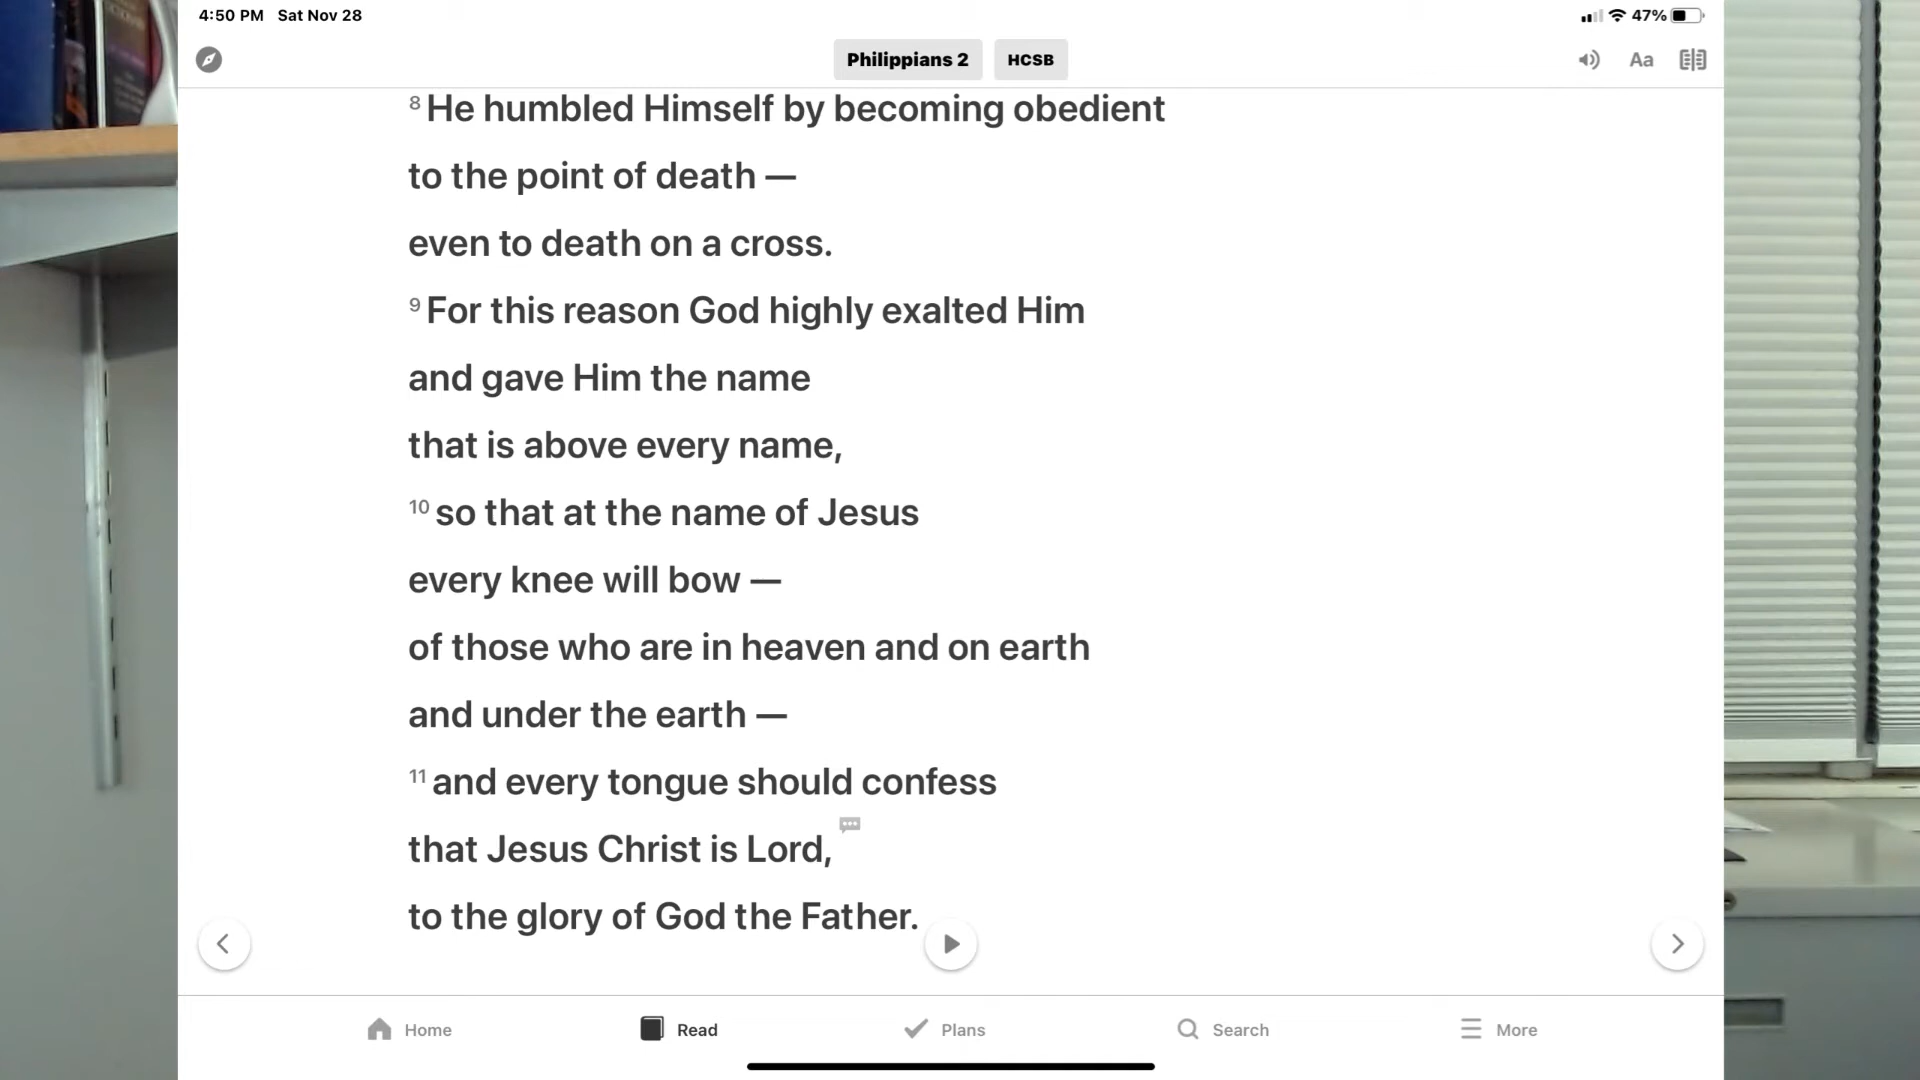 4:50 PM Sat Nov 28 47%
Philippians 2 HCSB Aa
8 He humbled Himself by becoming obedient
to the point of death —
even to death on a cross.
9 For this reason God highly exalted Him
and gave Him the name
that is above every name,
10 so that at the name of Jesus
every knee will bow —
of those who are in heaven and on earth
and under the earth —
11 and every tongue should confess
that Jesus Christ is Lord,
to the glory of God the Father.
Home Read Plans Search More